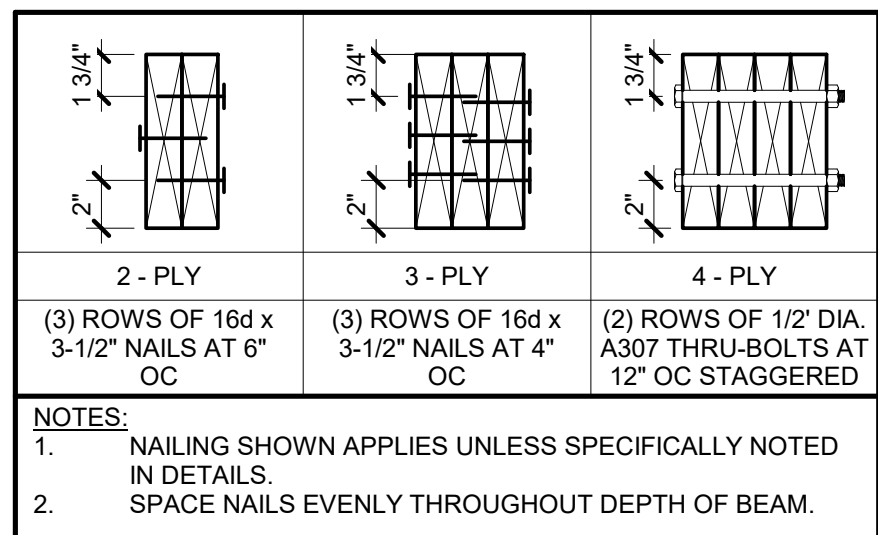 1 3/4"
2"
1 3/4"
2"
1 3/4"
2"
2 - PLY
3 - PLY
4 - PLY
(3) ROWS OF 16d x
3-1/2" NAILS AT 6"
OC
(3) ROWS OF 16d x
3-1/2" NAILS AT 4"
OC
(2) ROWS OF 1/2' DIA.
A307 THRU-BOLTS AT
12" OC STAGGERED
NOTES:
1. NAILING SHOWN APPLIES UNLESS SPECIFICALLY NOTED
IN DETAILS.
2. SPACE NAILS EVENLY THROUGHOUT DEPTH OF BEAM.